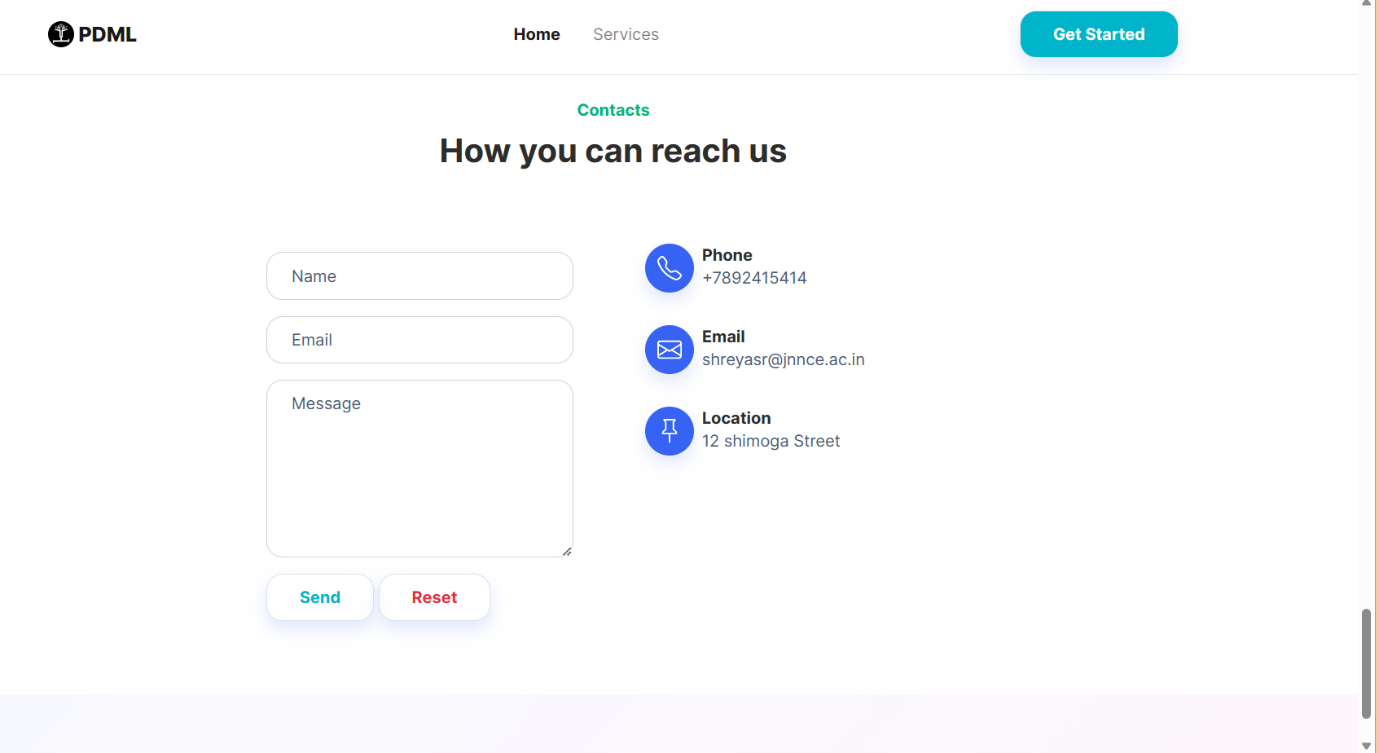 PDML
Home
Services
Get Started
Contacts
How you can reach us
Name
Email
Message
Send
Reset
Phone
+7892415414
Email
shreyasr@jnnce.ac.in
Location
12 shimoga Street